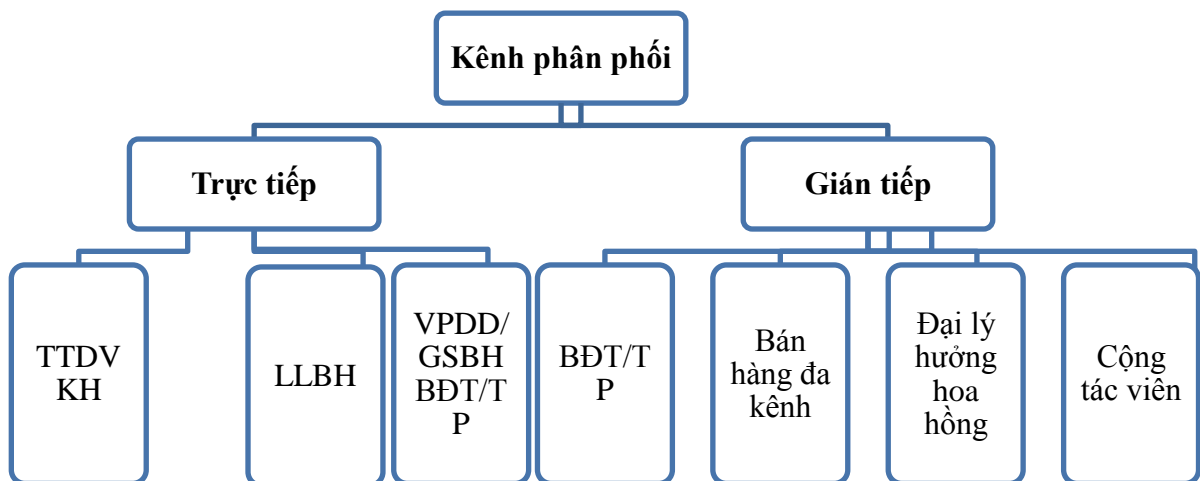 Kênh phân phối
Trực tiếp
Gián tiếp
TTDV
KH
LLBH
VPDD/
GSBH
BĐT/T
P
BĐT/T
P
Bán
hàng đa
kênh
Đại lý
hưởng
hoa
hồng
Cộng
tác viên